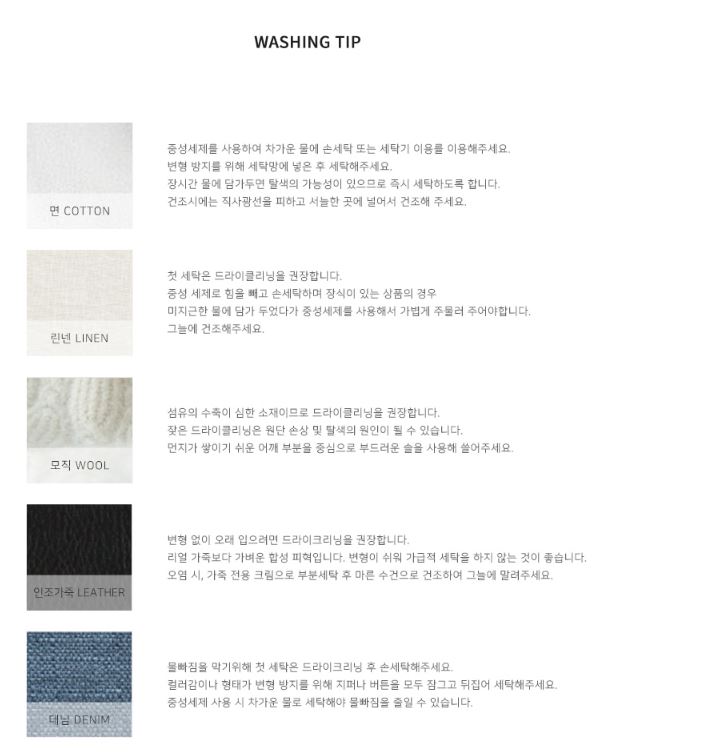 WASHING TIP
중성세제를 사용하여 차가운 물에 손세탁 또는 세탁기 이용를 이용해주세요.
변형 방지를 위해 세탁망에 넣은 후 세탁해주세요.
장시간 물에 담가두면 탈색의 가능성이 있으므로 즉시 세탁하도록 합니다.
건조시에는 직사광선을 피하고 서늘한 곳에 널어서 건조해 주세요.
면 COTTON
첫 세탁은 드라이클리닝을 권장합니다.
중성 세제로 힘을 빼고 손세탁하며 장식이 있는 상품의 경우
미지근한 물에 담가 두었다가 중성세제를 사용해서 가볍게 주물러 주어야합니다.
그늘에 건조해주세요.
린넨 LINEN
섬유의 수축이 심한 소재이므로 드라이클리닝을 권장합니다.
잦은 드라이클리닝은 원단 손상 및 탈색의 원인이 될 수 있습니다.
먼지가 쌓이기 쉬운 어깨 부분을 중심으로 부드러운 솔을 사용해 쓸어주세요.
모직 WOOL
변형 없이 오래 입으려면 드라이크리닝을 권장합니다.
리얼 가죽보다 가벼운 합성 피혁입니다. 변형이 쉬워 가급적 세탁을 하지 않는 것이 좋습니다.
오염 시, 가죽 전용 크림으로 부분세탁 후 마른 수건으로 건조하여 그늘에 말려주세요.
인조가죽 LEATHER
물빠짐을 막기위해 첫 세탁은 드라이크리닝 후 손세탁해주세요.
컬러감이나 형태가 변형 방지를 위해 지퍼나 버튼을 모두 잠그고 뒤집어 세탁해주세요.
중성세제 사용 시 차가운 물로 세탁해야 물빠짐을 줄일 수 있습니다.
데님 DENIM